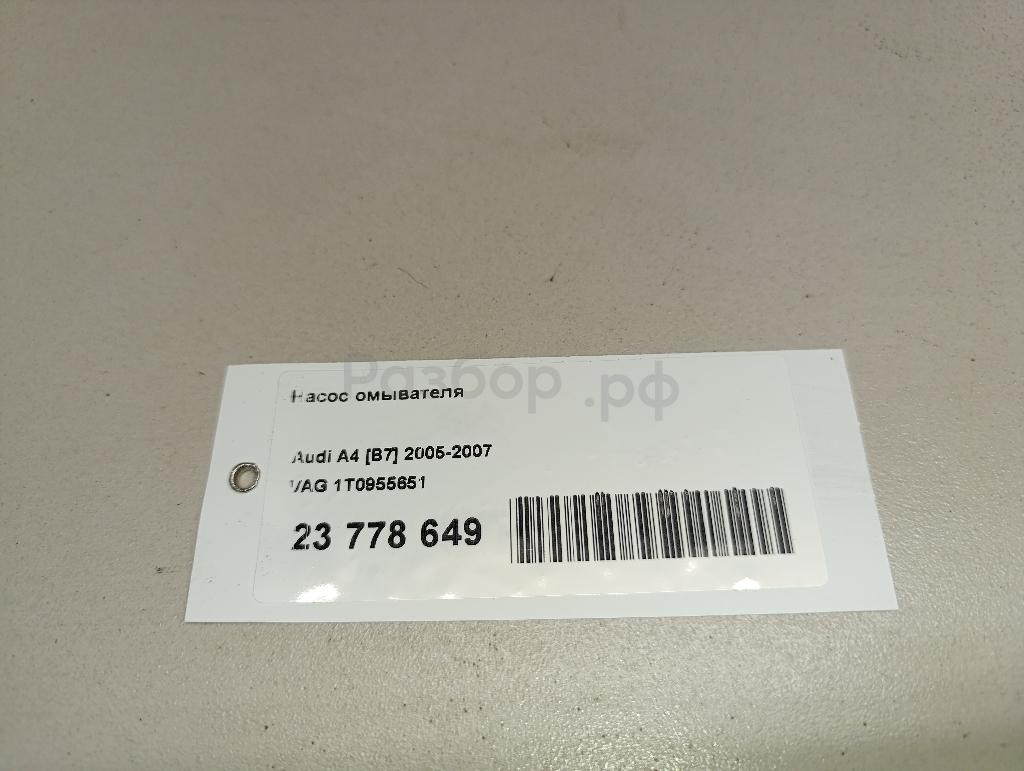 Разбор.рф
Насос омывателя
Audi A4 [B7] 2005-2007
VAG 1T0955651
23 778 649